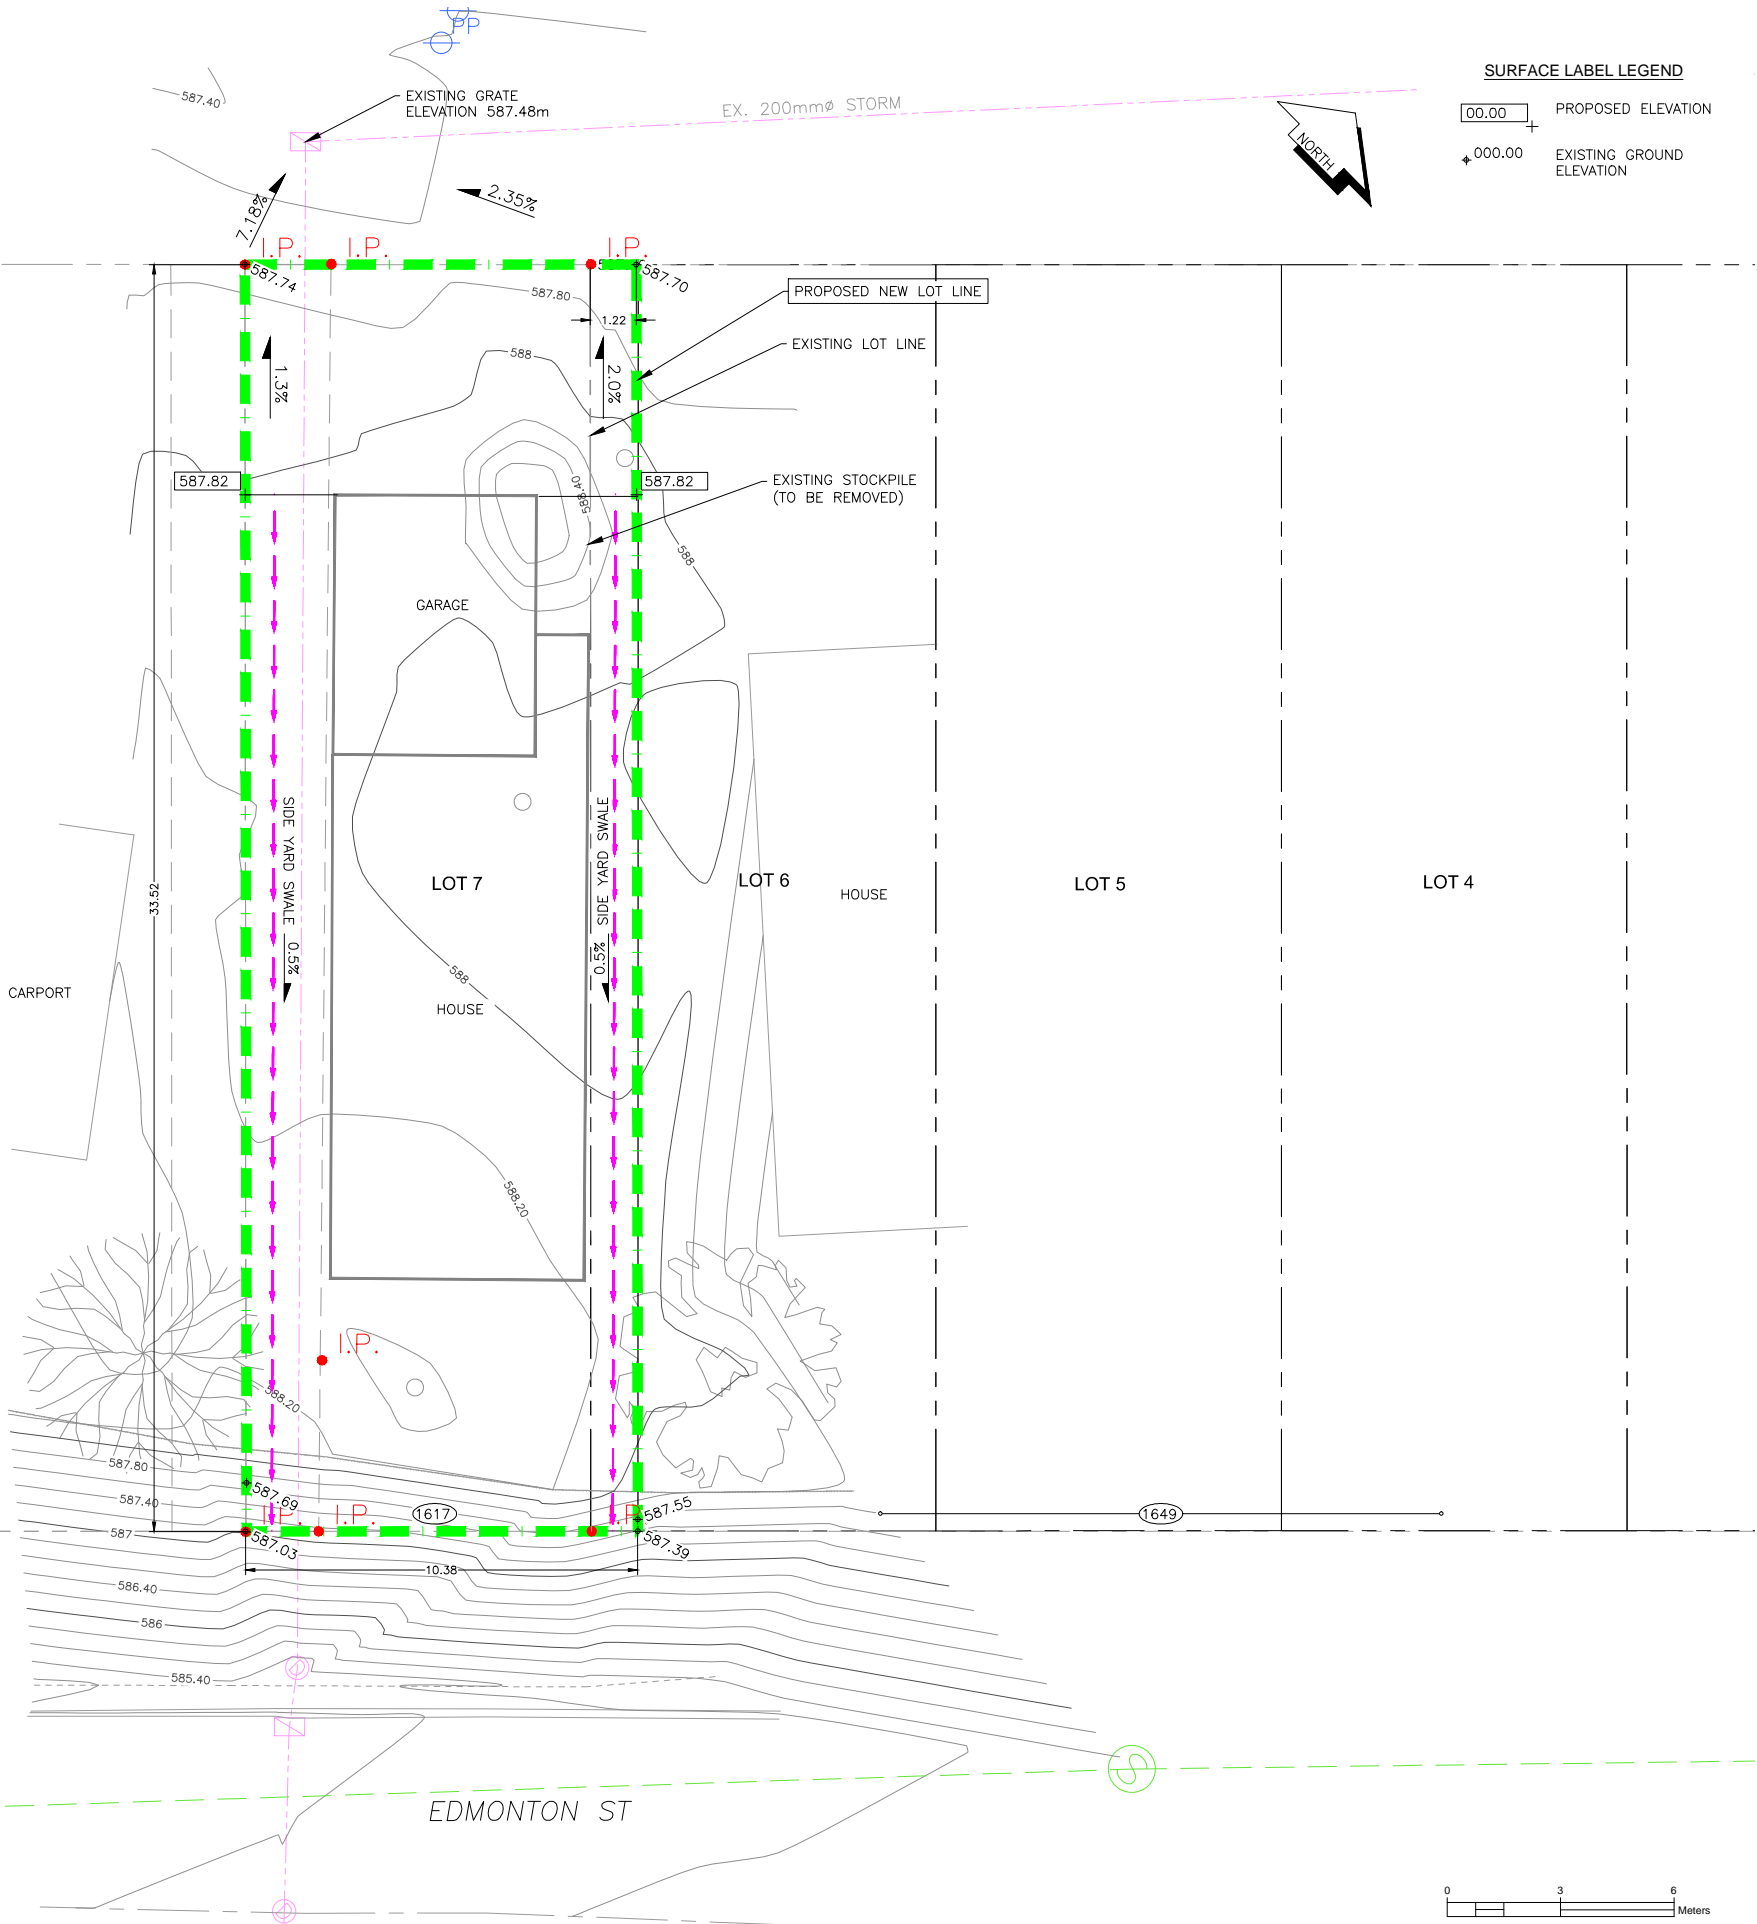 PP
SURFACE LABEL LEGEND
00.00
PROPOSED ELEVATION
000.00
EXISTING GROUND
ELEVATION
NORTH
587.40
EXISTING GRATE
ELEVATION 587.48m
EX. 200mmø STORM
7.18%
2.35%
I.P.
I.P.
I.P.
587.74
587.70
587.80
PROPOSED NEW LOT LINE
1.22
EXISTING LOT LINE
588
1.3%
2.0%
587.82
587.82
588.40
EXISTING STOCKPILE
(TO BE REMOVED)
588
GARAGE
SIDE YARD SWALE
0.5%
SIDE YARD SWALE
0.5%
33.52
LOT 7
LOT 6
HOUSE
LOT 5
LOT 4
CARPORT
588
HOUSE
588.20
I.P.
588.20
587.80
587.40
587.69
I.P.
I.P.
1617
I.P.
587.55
1649
587
587.03
587.39
10.38
586.40
586
585.40
EDMONTON ST
0 3 6
Meters